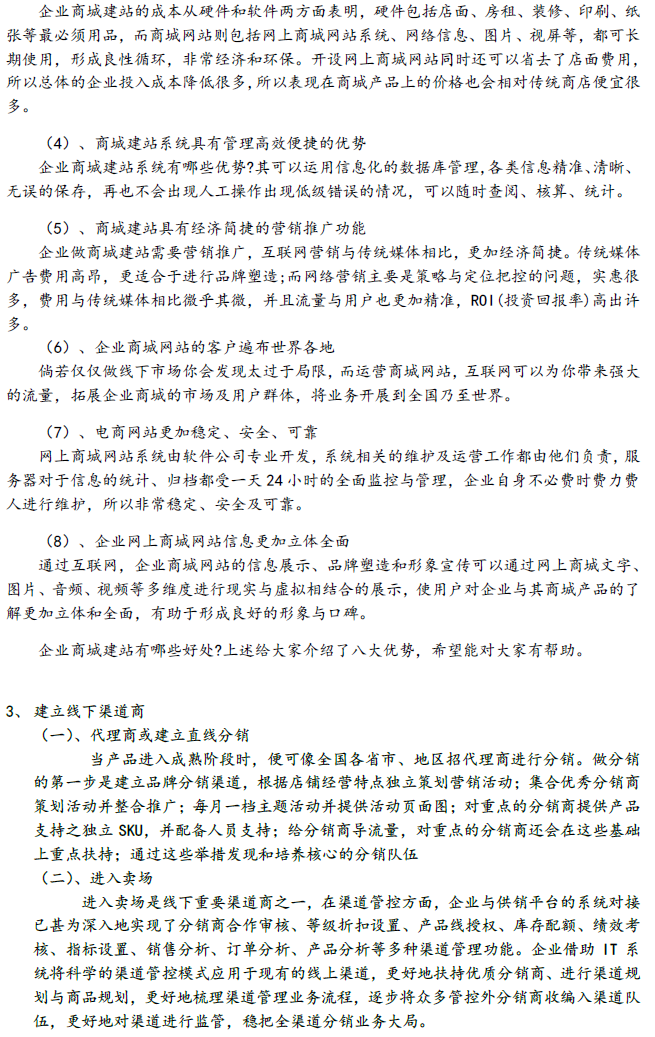 企业商城建站的成本从硬件和软件两方面表明，硬件包括店面、房租、装修、印刷、纸
张等最必须用品，而商城网站则包括网上商城网站系统、网络信息、图片、视屏等，都可长
期使用，形成良性循环，非常经济和环保。开设网上商城网站同时还可以省去了店面费用，
所以总体的企业投入成本降低很多，所以表现在商城产品上的价格也会相对传统商店便宜很
多。
（4）、商城建站系统具有管理高效便捷的优势
企业商城建站系统有哪些优势?其可以运用信息化的数据库管理，各类信息精准、清晰、
无误的保存，再也不会出现人工操作出现低级错误的情况，可以随时查阅、核算、统计。
（5）、商城建站具有经济简捷的营销推广功能
企业做商城建站需要营销推广，互联网营销与传统媒体相比，更加经济简捷。传统媒体
广告费用高昂，更适合于进行品牌塑造;而网络营销主要是策略与定位把控的问题，实惠很
多，费用与传统媒体相比微乎其微，并且流量与用户也更加精准，ROI(投资回报率)高出许
多。
（6）、企业商城网站的客户遍布世界各地
倘若仅仅做线下市场你会发现太过于局限，而运营商城网站，互联网可以为你带来强大
的流量，拓展企业商城的市场及用户群体，将业务开展到全国乃至世界。
（7）、电商网站更加稳定、安全、可靠
网上商城网站系统由软件公司专业开发，系统相关的维护及运营工作都由他们负责，服
务器对于信息的统计、归档都受一天 24 小时的全面监控与管理，企业自身不必费时费力费
人进行维护，所以非常稳定、安全及可靠。
（8）、企业网上商城网站信息更加立体全面
通过互联网，企业商城网站的信息展示、品牌塑造和形象宣传可以通过网上商城文字、
图片、音频、视频等多维度进行现实与虚拟相结合的展示，使用户对企业与其商城产品的了
解更加立体和全面，有助于形成良好的形象与口碑。
企业商城建站有哪些好处?上述给大家介绍了八大优势，希望能对大家有帮助。
3、 建立线下渠道商
（一）、代理商或建立直线分销
当产品进入成熟阶段时，便可像全国各省市、地区招代理商进行分销。做分销
的第一步是建立品牌分销渠道，根据店铺经营特点独立策划营销活动；集合优秀分销商
策划活动并整合推广；每月一档主题活动并提供活动页面图；对重点的分销商提供产品
支持之独立 SKU，并配备人员支持；给分销商导流量，对重点的分销商还会在这些基础
上重点扶持；通过这些举措发现和培养核心的分销队伍
（二）、进入卖场
进入卖场是线下重要渠道商之一，在渠道管控方面，企业与供销平台的系统对接
已甚为深入地实现了分销商合作审核、等级折扣设置、产品线授权、库存配额、绩效考
核、指标设置、销售分析、订单分析、产品分析等多种渠道管理功能。企业借助 IT 系
统将科学的渠道管控模式应用于现有的线上渠道，更好地扶持优质分销商、进行渠道规
划与商品规划，更好地梳理渠道管理业务流程，逐步将众多管控外分销商收编入渠道队
伍，更好地对渠道进行监管，稳把全渠道分销业务大局。